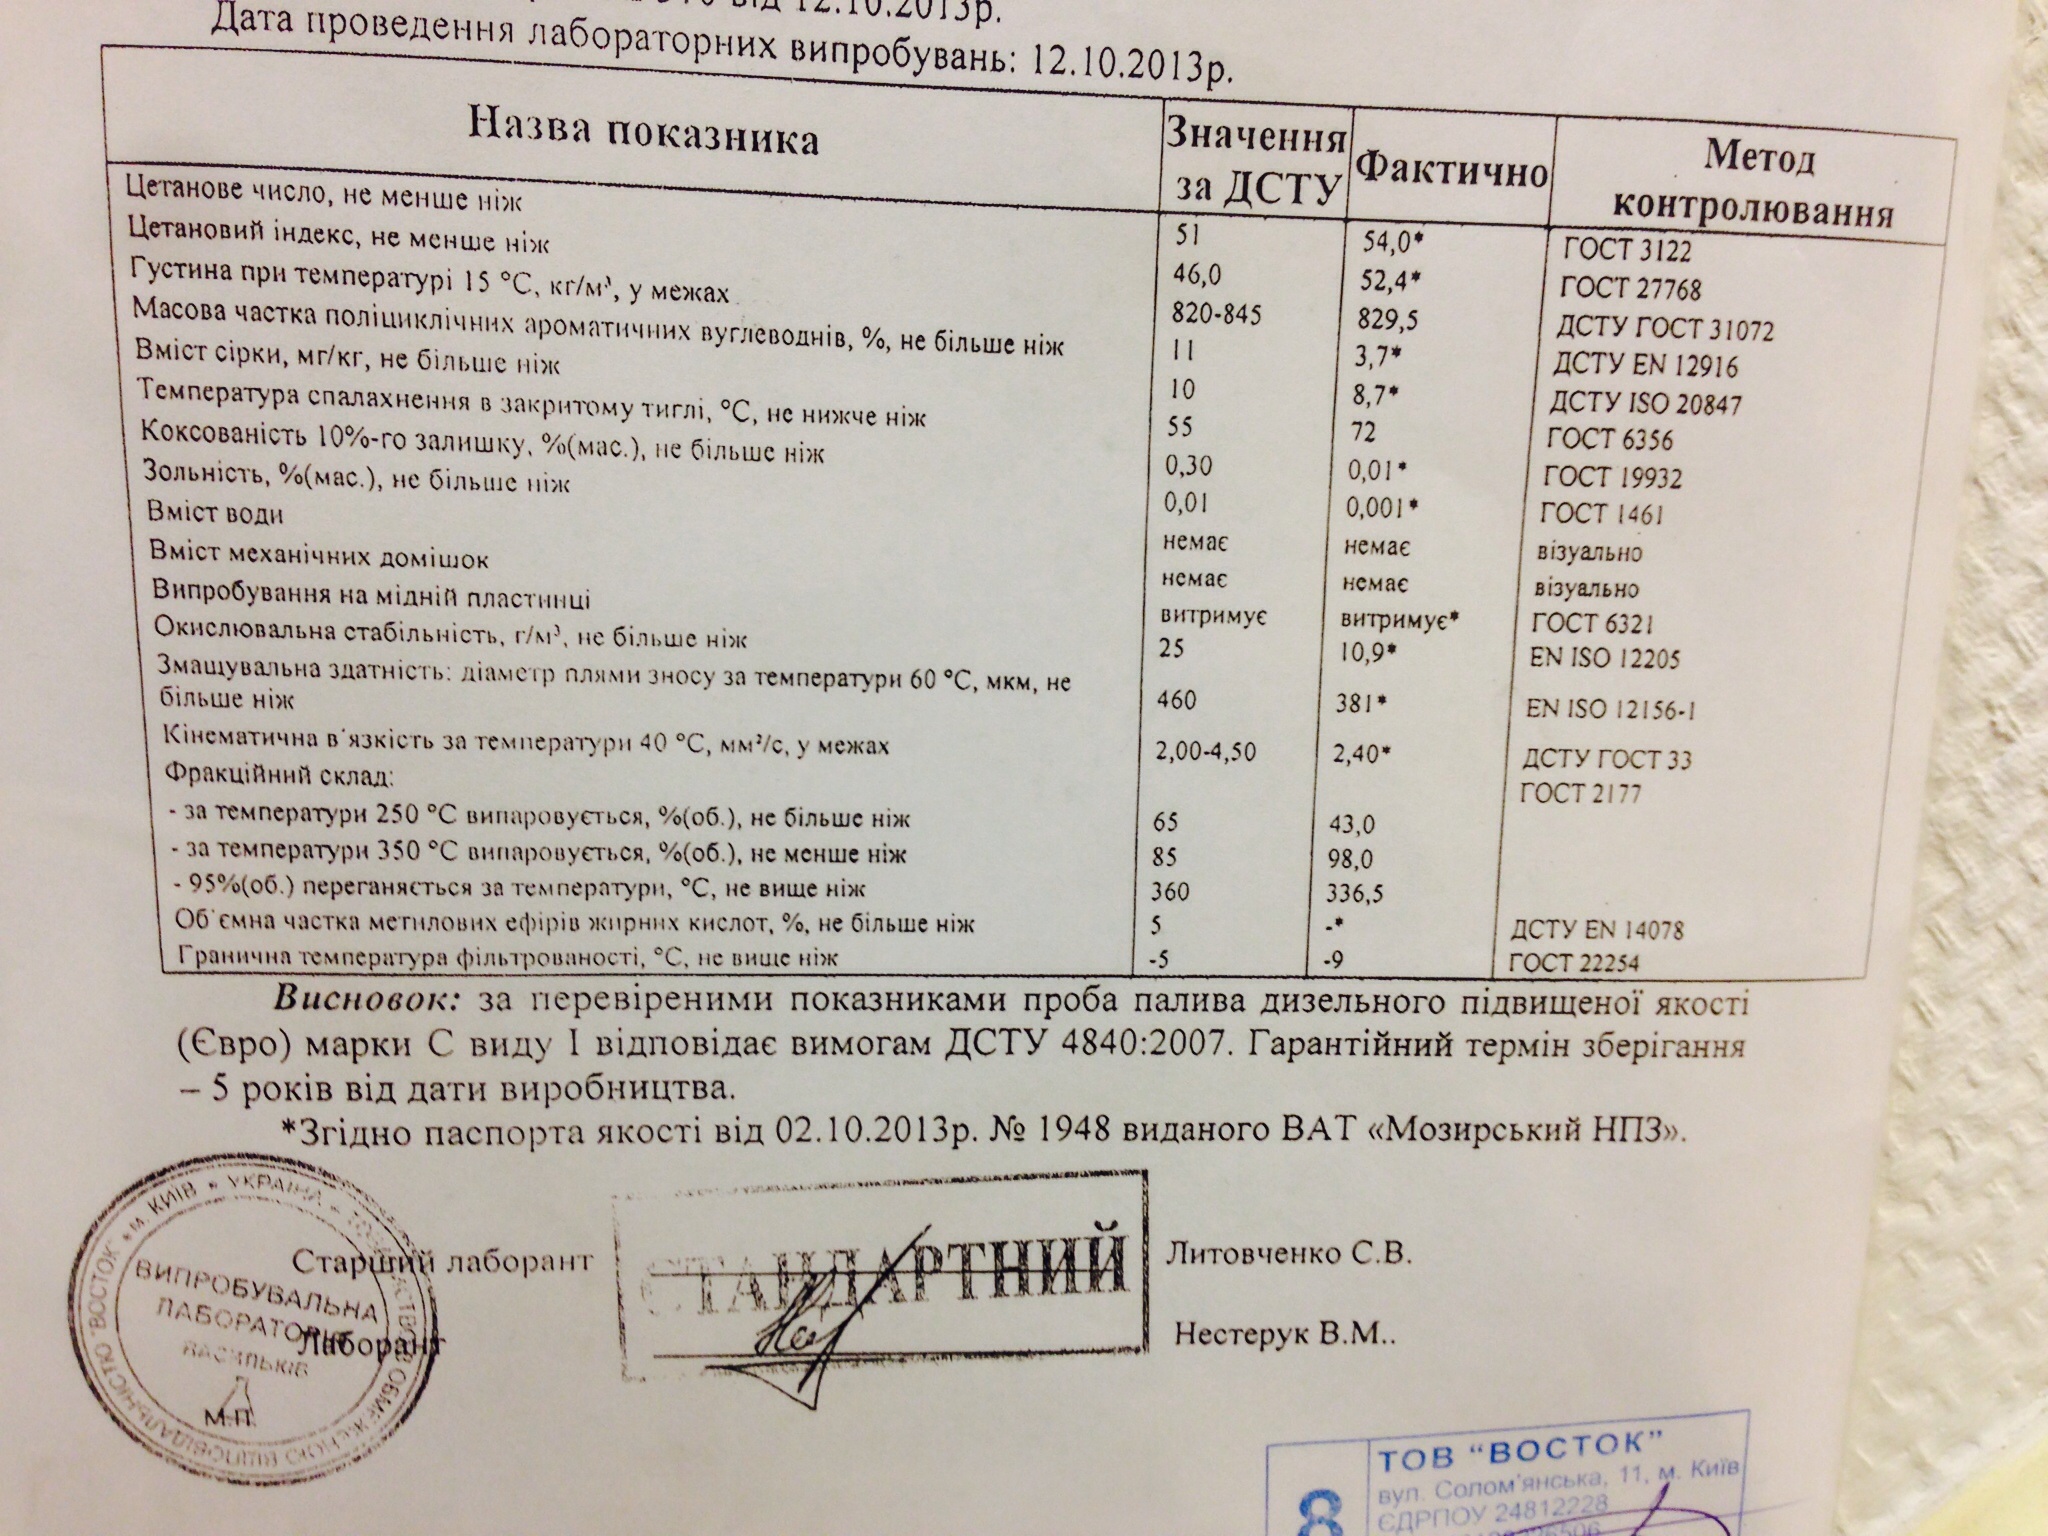 від 12.10.2013р.
Дата проведення лабораторних випробувань: 12.10.2013р.
Назва показника Значення за ДСТУ Фактично Метод контролювання
Цетанове число, не менше ніж 51 54,0* ГОСТ 3122
Цетановий індекс, не менше ніж 46,0 52,4* ГОСТ 27768
Густина при температурі 15 °С, кг/м³, у межах 820-845 829,5 ДСТУ ГОСТ 31072
Масова частка поліциклічних ароматичних вуглеводнів, %, не більше ніж 11 3,7* ДСТУ EN 12916
Вміст сірки, мг/кг, не більше ніж 10 8,7* ДСТУ ISO 20847
Температура спалахнення в закритому тиглі, °С, не нижче ніж 55 72 ГОСТ 6356
Коксованість 10%-го залишку, %(мас.), не більше ніж 0,30 0,01* ГОСТ 19932
Зольність, %(мас.), не більше ніж 0,01 0,001* ГОСТ 1461
Вміст води немає немає візуально
Вміст механічних домішок немає немає візуально
Випробування на мідній пластинці витримує витримує* ГОСТ 6321
Окислювальна стабільність, г/м³, не більше ніж 25 10,9* EN ISO 12205
Змащувальна здатність: діаметр плями зносу за температури 60 °С, мкм, не
більше ніж 460 381* EN ISO 12156-1
Кінематична в'язкість за температури 40 °С, мм²/с, у межах 2,00-4,50 2,40* ДСТУ ГОСТ 33
Фракційний склад: ГОСТ 2177
- за температури 250 °С випаровується, %(об.), не більше ніж 65 43,0
- за температури 350 °С випаровується, %(об.), не менше ніж 85 98,0
- 95%(об.) переганяється за температури, °С, не вище ніж 360 336,5
Об'ємна частка метилових ефірів жирних кислот, %, не більше ніж 5 -* ДСТУ EN 14078
Гранична температура фільтрованості, °С, не вище ніж -5 -9 ГОСТ 22254
Висновок: за перевіреними показниками проба палива дизельного підвищеної якості
(Євро) марки С виду І відповідає вимогам ДСТУ 4840:2007. Гарантійний термін зберігання
– 5 років від дати виробництва.
*Згідно паспорта якості від 02.10.2013р. № 1948 виданого ВАТ «Мозирський НПЗ».
м. КИЇВ * УКРАЇНА * ОБМЕЖЕНОЮ ВІДПОВІДАЛЬНІСТЮ "ВОСТОК"
ВИПРОБУВАЛЬНА
ЛАБОРАТОРІЯ
ВАСИЛЬКІВ
Старший лаборант СТАНДАРТНИЙ Литовченко С.В.
Лаборант Нестерук В.М..
М.П.
8
ТОВ "ВОСТОК"
вул. Солом'янська, 11, м. Київ
ЄДРПОУ 24812228